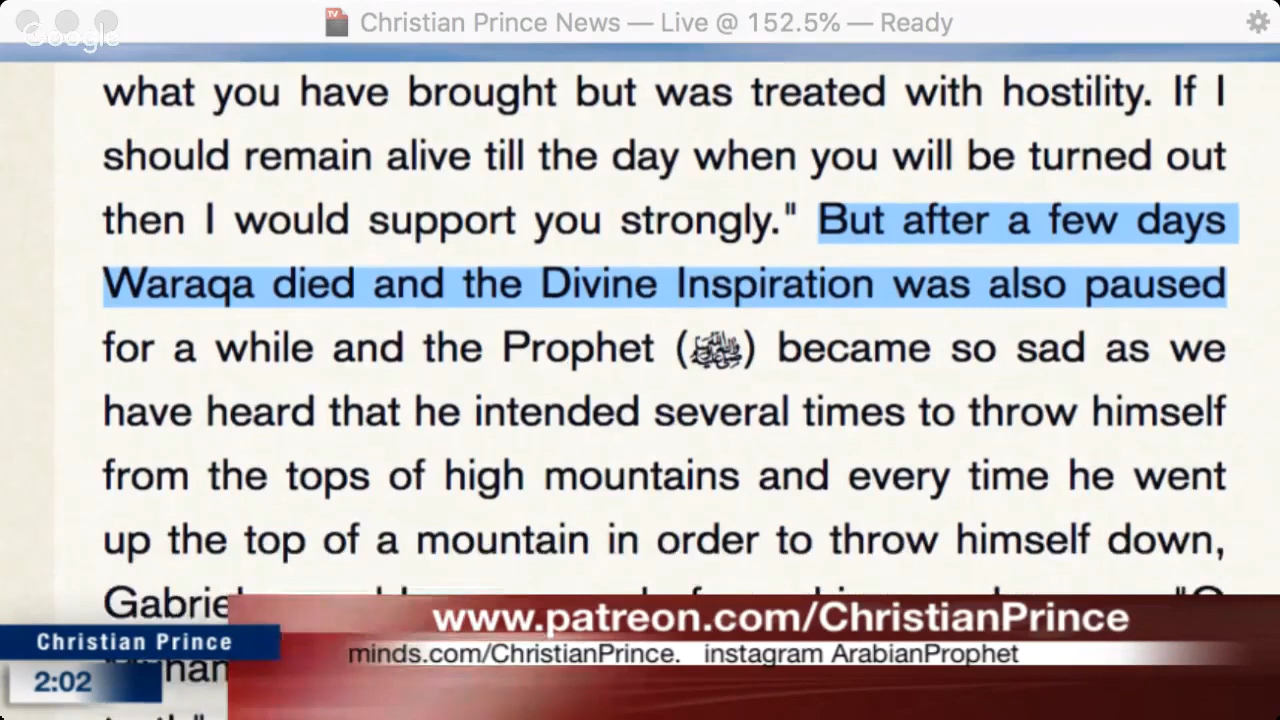 Christian Prince News — Live @ 152.5% — Ready
Google
what you have brought but was treated with hostility. If I
should remain alive till the day when you will be turned out
then I would support you strongly." But after a few days
Waraqa died and the Divine Inspiration was also paused
for a while and the Prophet (ﷺ) became so sad as we
have heard that he intended several times to throw himself
from the tops of high mountains and every time he went
up the top of a mountain in order to throw himself down,
www.patreon.com/ChristianPrince
Christian Prince
minds.com/ChristianPrince. instagram ArabianProphet
2:02